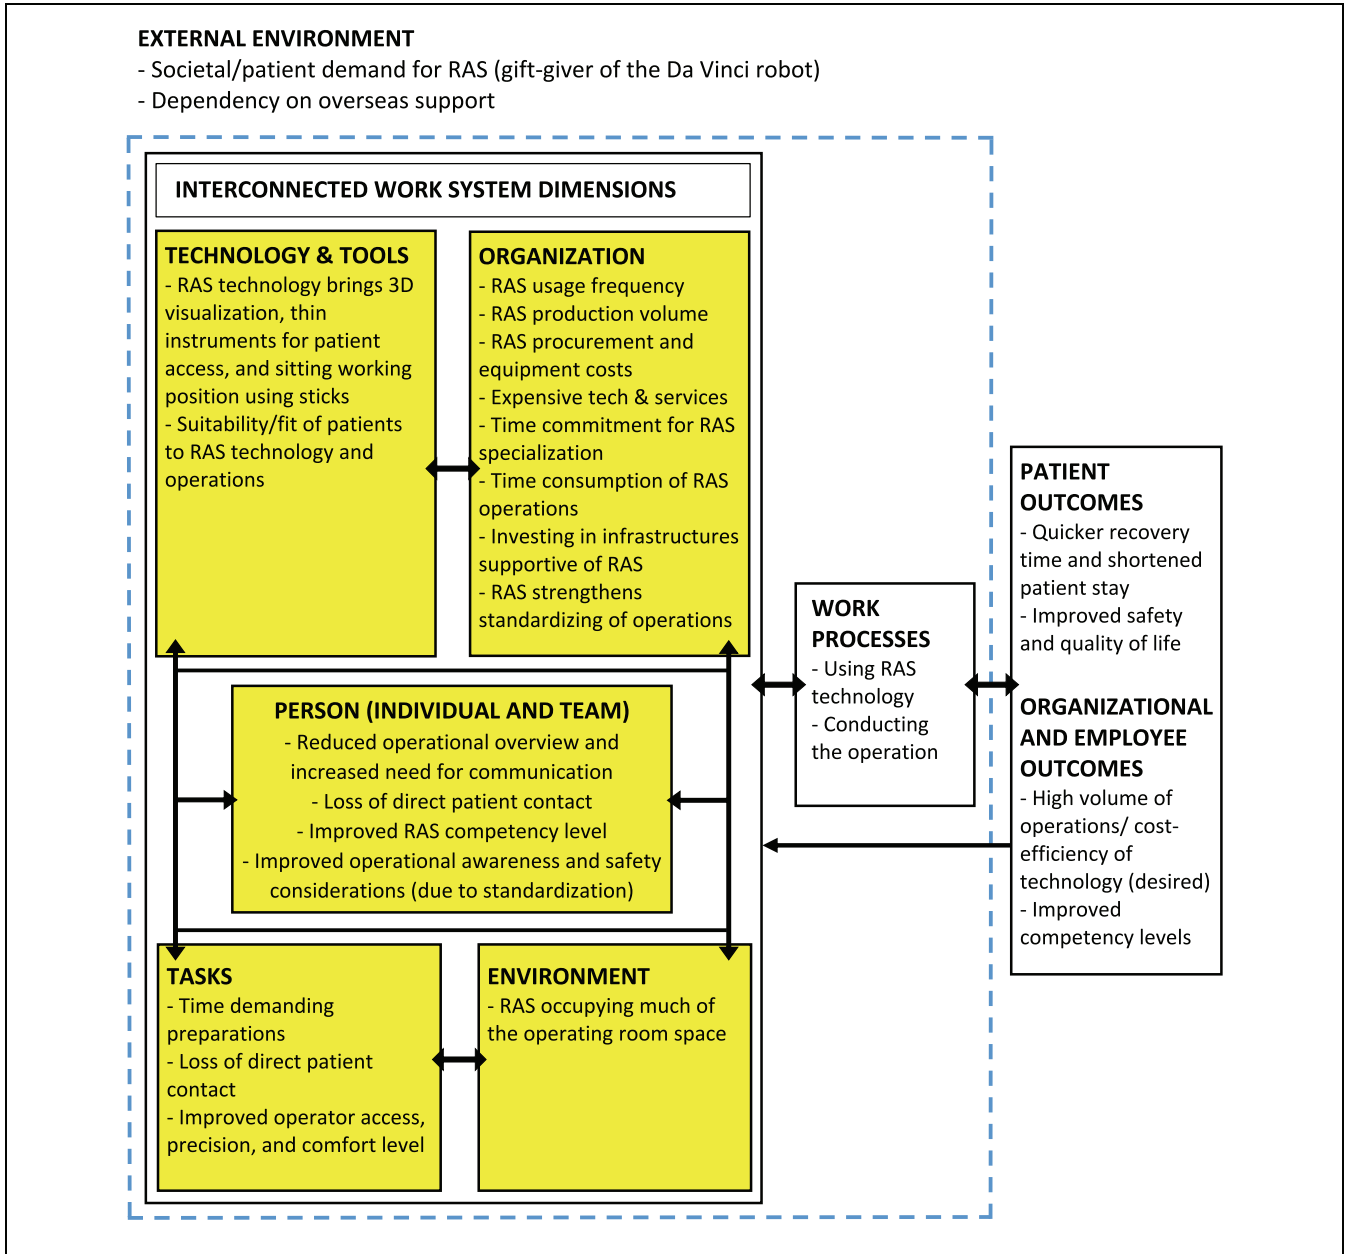 EXTERNAL ENVIRONMENT
- Societal/patient demand for RAS (gift-giver of the Da Vinci robot)
- Dependency on overseas support
INTERCONNECTED WORK SYSTEM DIMENSIONS
TECHNOLOGY & TOOLS
- RAS technology brings 3D
visualization, thin
instruments for patient
access, and sitting working
position using sticks
- Suitability/fit of patients
to RAS technology and
operations
ORGANIZATION
- RAS usage frequency
- RAS production volume
- RAS procurement and
equipment costs
- Expensive tech & services
- Time commitment for RAS
specialization
- Time consumption of RAS
operations
- Investing in infrastructures
supportive of RAS
- RAS strengthens
standardizing of operations
PERSON (INDIVIDUAL AND TEAM)
- Reduced operational overview and
increased need for communication
- Loss of direct patient contact
- Improved RAS competency level
- Improved operational awareness and safety
considerations (due to standardization)
TASKS
- Time demanding
preparations
- Loss of direct patient
contact
- Improved operator access,
precision, and comfort level
ENVIRONMENT
- RAS occupying much of
the operating room space
WORK
PROCESSES
- Using RAS
technology
- Conducting
the operation
PATIENT
OUTCOMES
- Quicker recovery
time and shortened
patient stay
- Improved safety
and quality of life
ORGANIZATIONAL
AND EMPLOYEE
OUTCOMES
- High volume of
operations/ cost-
efficiency of
technology (desired)
- Improved
competency levels